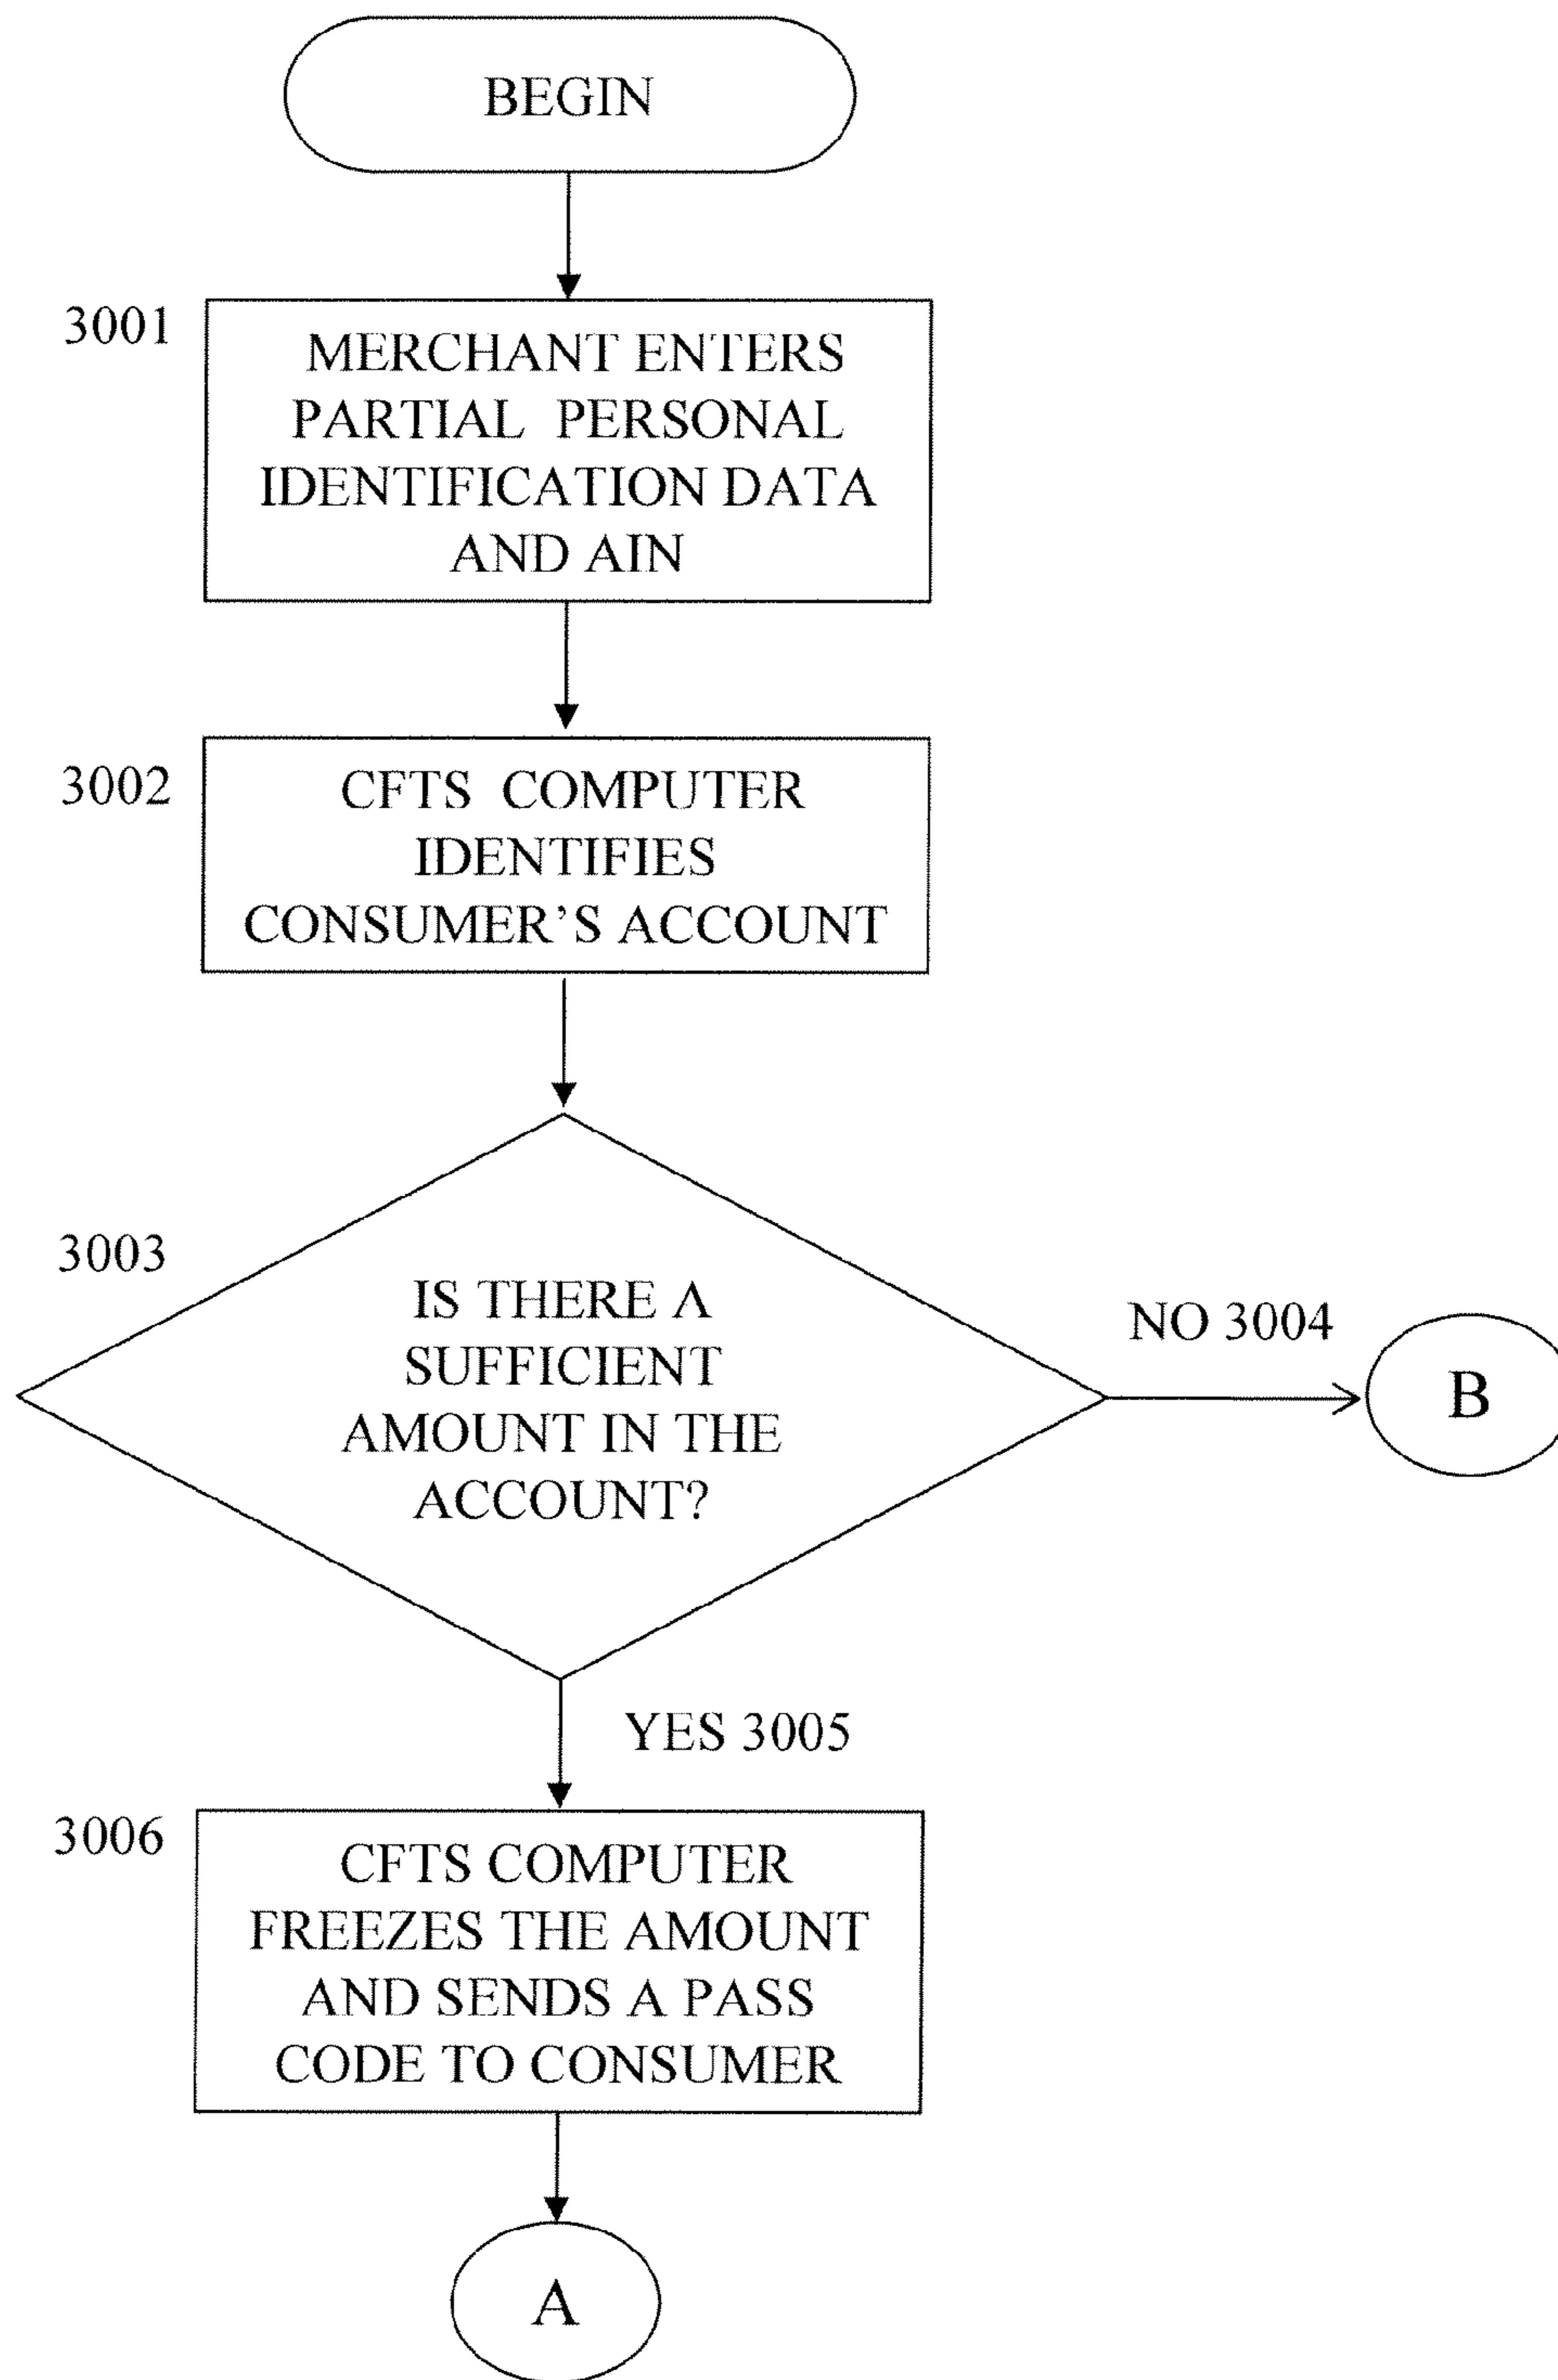 BEGIN
3001
MERCHANT ENTERS
PARTIAL PERSONAL
IDENTIFICATION DATA
AND AIN
3002
CFTS COMPUTER
IDENTIFIES
CONSUMER’S ACCOUNT
3003
IS THERE A
SUFFICIENT
AMOUNT IN THE
ACCOUNT?
NO 3004
B
YES 3005
3006
CFTS COMPUTER
FREEZES THE AMOUNT
AND SENDS A PASS
CODE TO CONSUMER
A